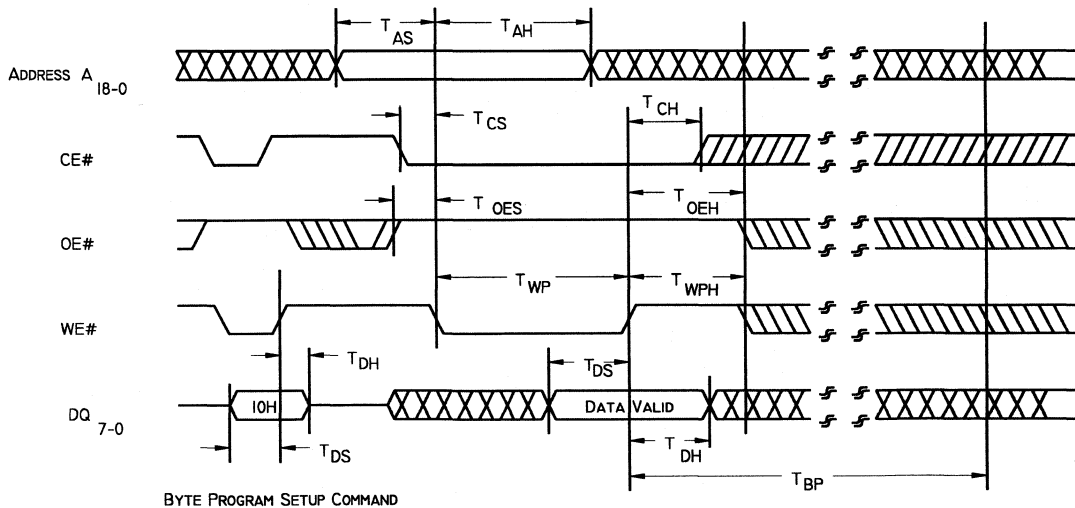 T AS
T AH
ADDRESS A 18-0
T CS
T CH
CE#
T OES
T OEH
OE#
T WP
T WPH
WE#
T DH
T DS
DQ 7-0
10H
DATA VALID
T DS
T DH
T BP
BYTE PROGRAM SETUP COMMAND